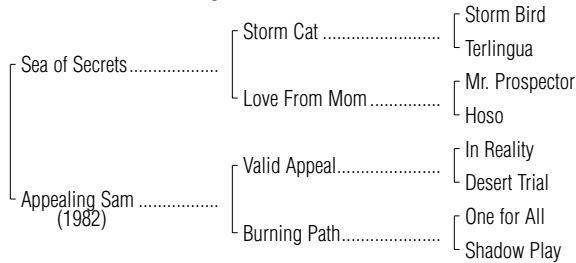 Storm Bird
Storm Cat ........................
Terlingua
Sea of Secrets..................
Mr. Prospector
Love From Mom ..............
Hoso
In Reality
Valid Appeal.....................
Desert Trial
Appealing Sam ................
(1982)
One for All
Burning Path....................
Shadow Play